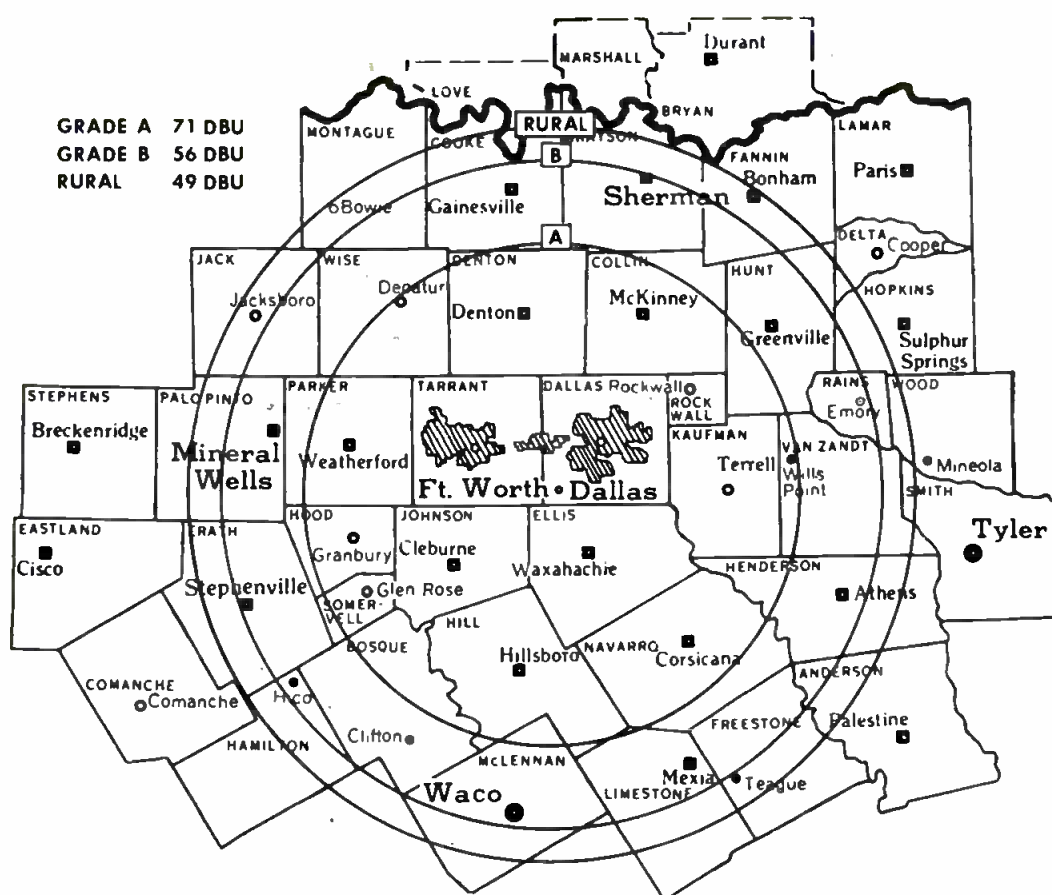 GRADE A 71 DBU
GRADE B 56 DBU
RURAL 49 DBU
Durant
MARSHALL
LOVE
BRYAN
RURAL
MONTAGUE
COOKE
GRAYSON
B
FANNIN
Bonham
LAMAR
Paris
Bowie
Gainesville
Sherman
A
DELTA
Cooper
JACK
WISE
DENTON
COLLIN
HUNT
HOPKINS
Jacksboro
Decatur
Denton
McKinney
Greenville
Sulphur
Springs
STEPHENS
PALO PINTO
PARKER
TARRANT
DALLAS
Rockwall
ROCK
WALL
RAINS
Emory
WOOD
Breckenridge
Mineral
Wells
Weatherford
KAUFMAN
Terrell
VAN ZANDT
Wills
Point
Mineola
Ft. Worth • Dallas
SMITH
Tyler
EASTLAND
Cisco
ERATH
HOOD
Granbury
JOHNSON
Cleburne
ELLIS
Waxahachie
HENDERSON
Athens
Stephenville
Glen Rose
SOMER-
VELL
HILL
BOSQUE
Hillsboro
NAVARRO
Corsicana
ANDERSON
COMANCHE
Comanche
Hico
FREESTONE
Palestine
HAMILTON
Clifton
McLENNAN
Mexia
Teague
LIMESTONE
Waco